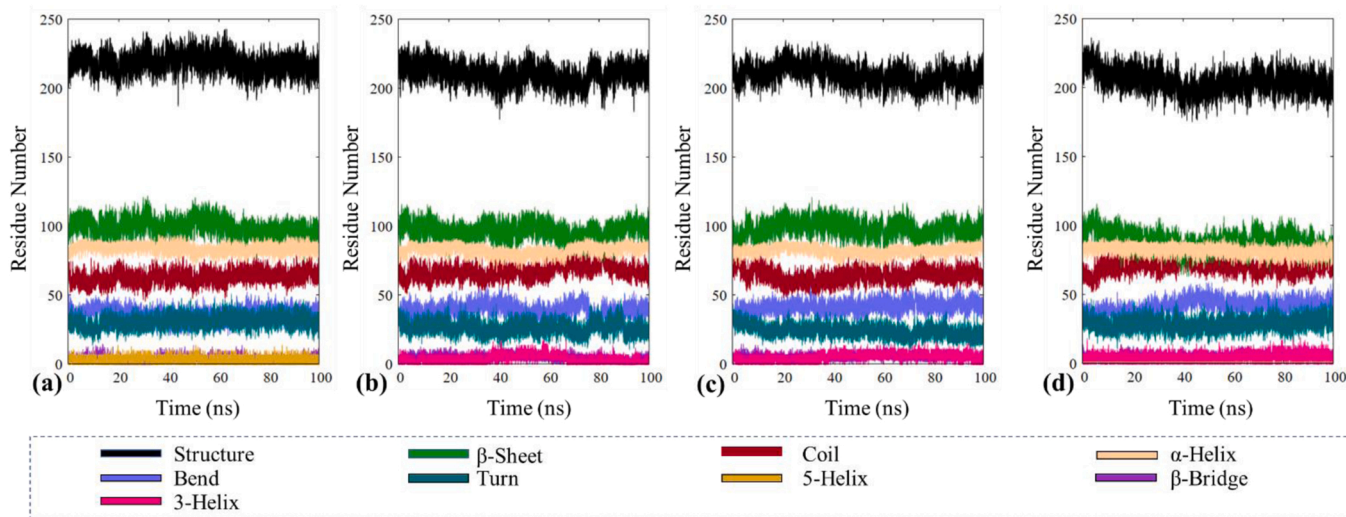 250
200
150
100
50
0
Residue Number
0 20 40 60 80 100
(a)
Time (ns)
250
200
150
100
50
0
Residue Number
0 20 40 60 80 100
(b)
Time (ns)
250
200
150
100
50
0
Residue Number
0 20 40 60 80 100
(c)
Time (ns)
250
200
150
100
50
0
Residue Number
0 20 40 60 80 100
(d)
Time (ns)
Structure β-Sheet Coil α-Helix
Bend Turn 5-Helix β-Bridge
3-Helix